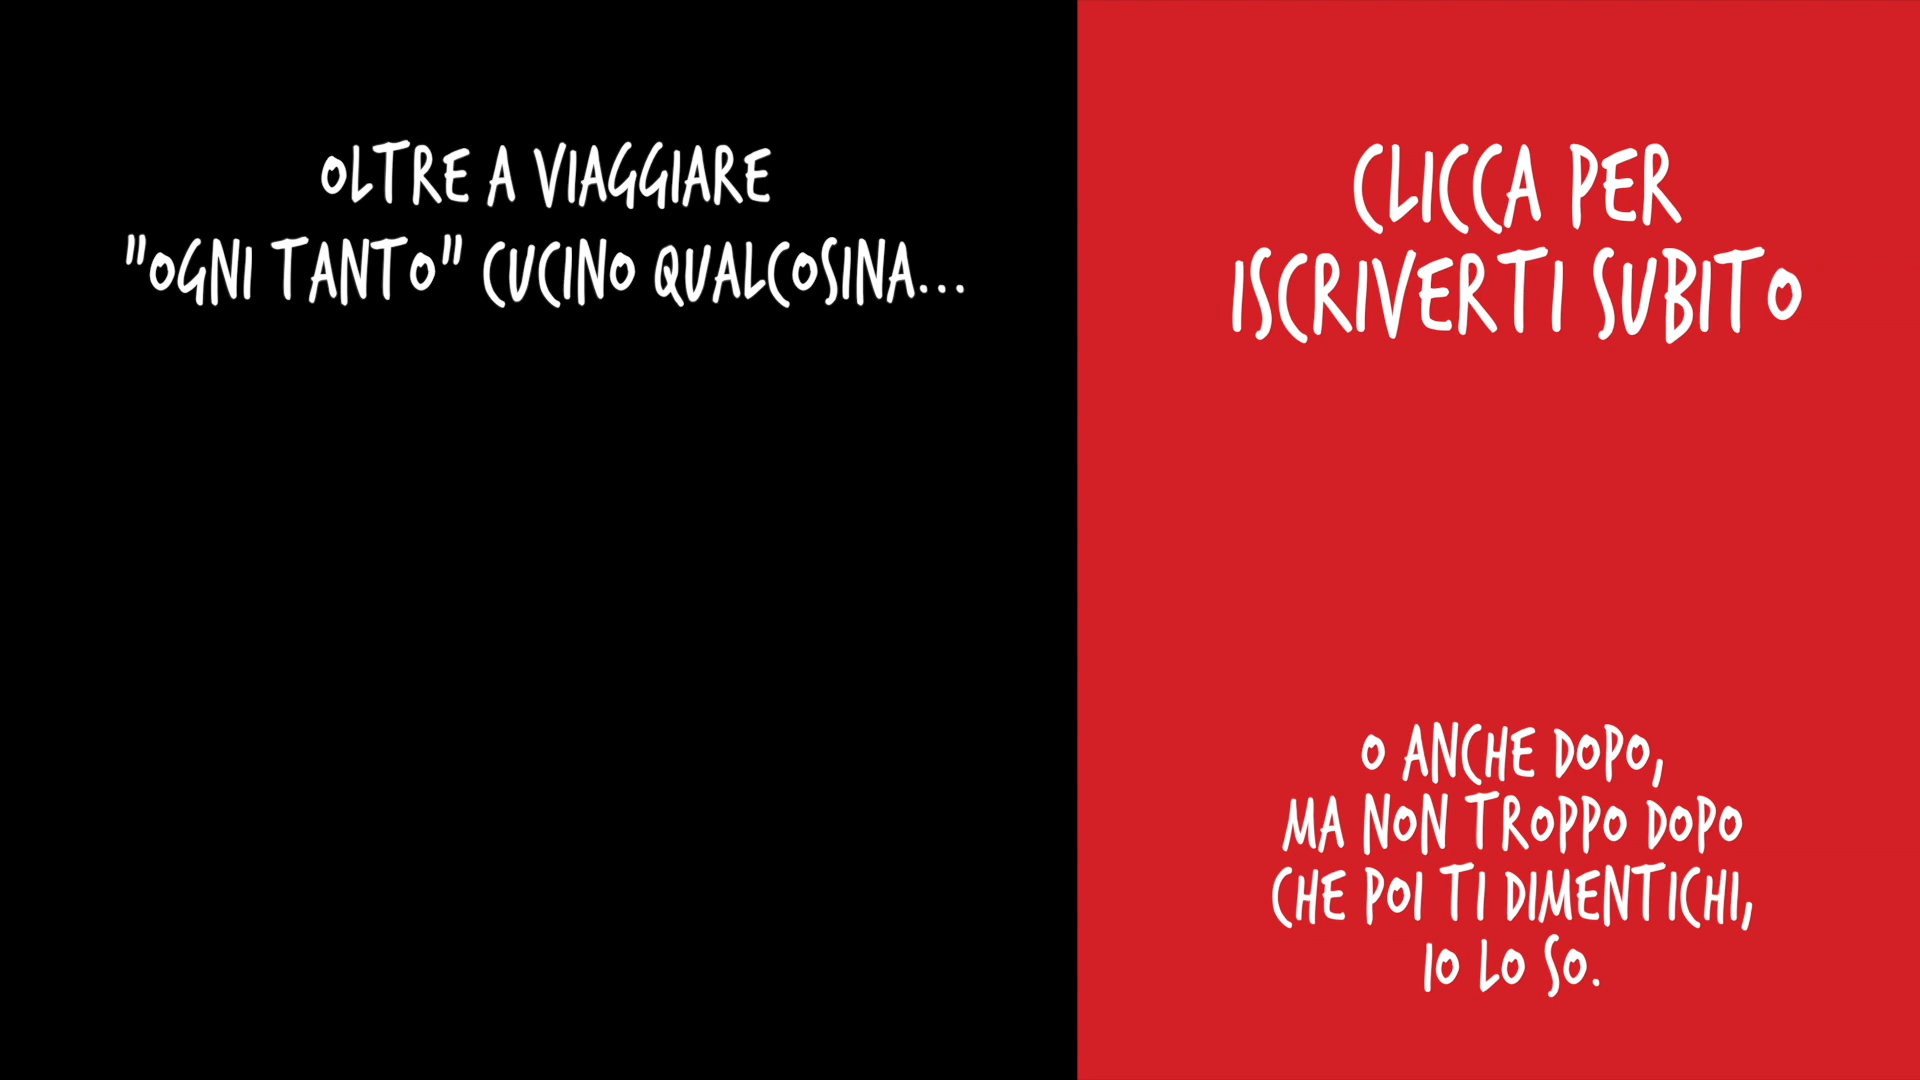 OLTRE A VIAGGIARE
"OGNI TANTO" CUCINO QUALCOSINA...
CLICCA PER
ISCRIVERTI SUBITO
O ANCHE DOPO,
MA NON TROPPO DOPO
CHE POI TI DIMENTICHI,
IO LO SO.